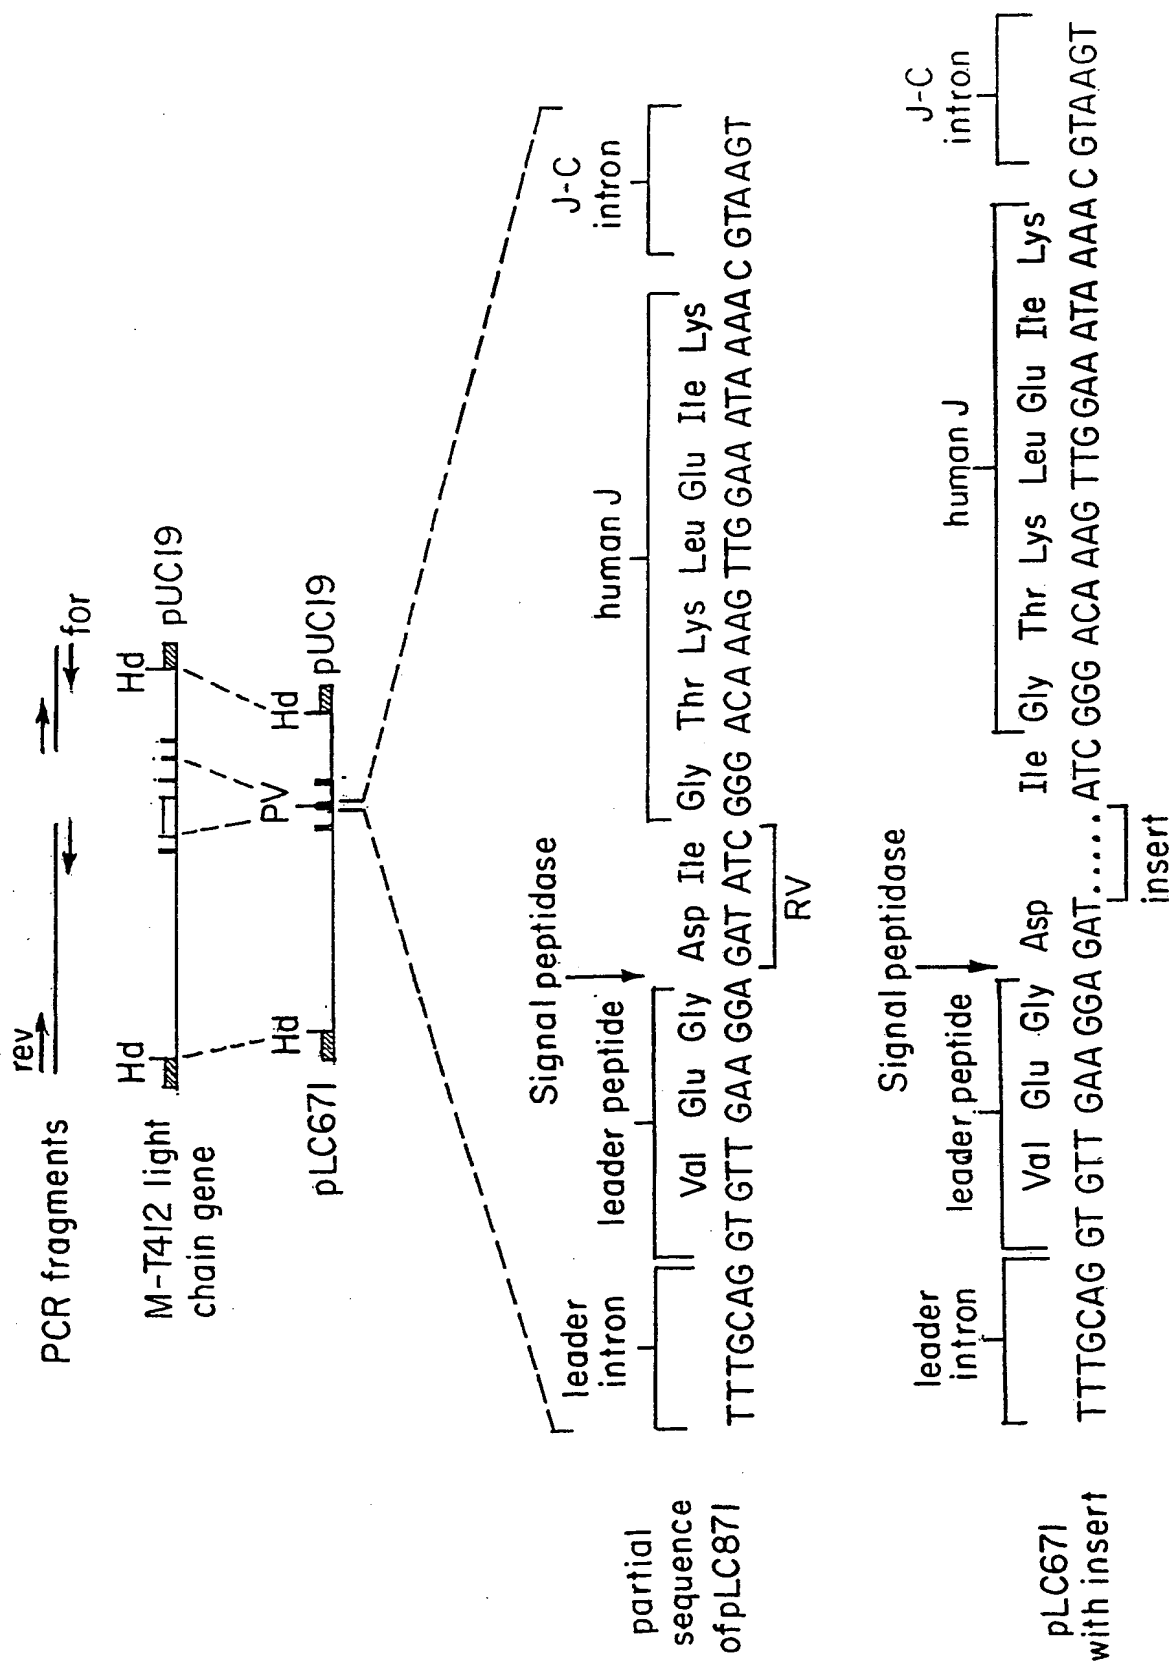 PCR fragments
rev
for
M-T412 light
chain gene
Hd
Hd
pUC19
PV
pLC671
Hd
Hd
pUC19
Signal peptidase
leader
intron
leader peptide
human J
J-C
intron
Val Glu Gly Asp Ile Gly Thr Lys Leu Glu Ile Lys
partial
sequence
of pLC871
TTTGCAG GT GTT GAA GGA GAT ATC GGG ACA AAG TTG GAA ATA AAA C GTAAGT
RV
Signal peptidase
leader
intron
leader peptide
human J
J-C
intron
Val Glu Gly Asp Ile Gly Thr Lys Leu Glu Ile Lys
pLC671
with insert
TTTGCAG GT GTT GAA GGA GAT......ATC GGG ACA AAG TTG GAA ATA AAA C GTAAGT
insert